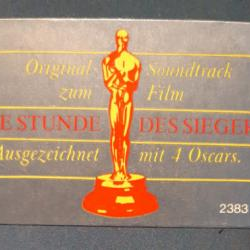 Original- Soundtrack
zum Film
E STUNDE DES SIEGER
Ausgezeichnet mit 4 Oscars.
2383